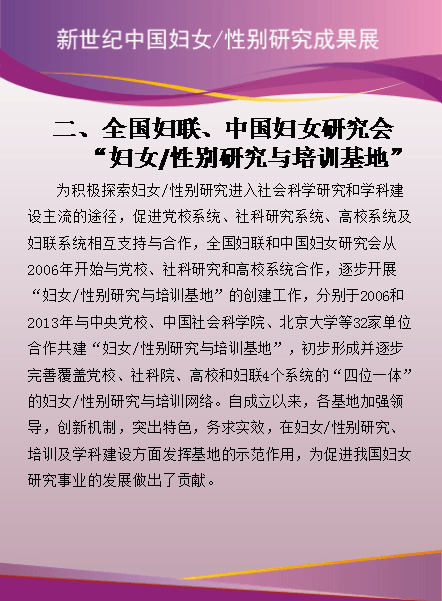 新世纪中国妇女/性别研究成果展
二、全国妇联、中国妇女研究会
“妇女/性别研究与培训基地”
为积极探索妇女/性别研究进入社会科学研究和学科建
设主流的途径，促进党校系统、社科研究系统、高校系统及
妇联系统相互支持与合作，全国妇联和中国妇女研究会从
2006年开始与党校、社科研究和高校系统合作，逐步开展
“妇女/性别研究与培训基地”的创建工作，分别于2006和
2013年与中央党校、中国社会科学院、北京大学等32家单位
合作共建“妇女/性别研究与培训基地”，初步形成并逐步
完善覆盖党校、社科院、高校和妇联4个系统的“四位一体”
的妇女/性别研究与培训网络。自成立以来，各基地加强领
导，创新机制，突出特色，务求实效，在妇女/性别研究、
培训及学科建设方面发挥基地的示范作用，为促进我国妇女
研究事业的发展做出了贡献。